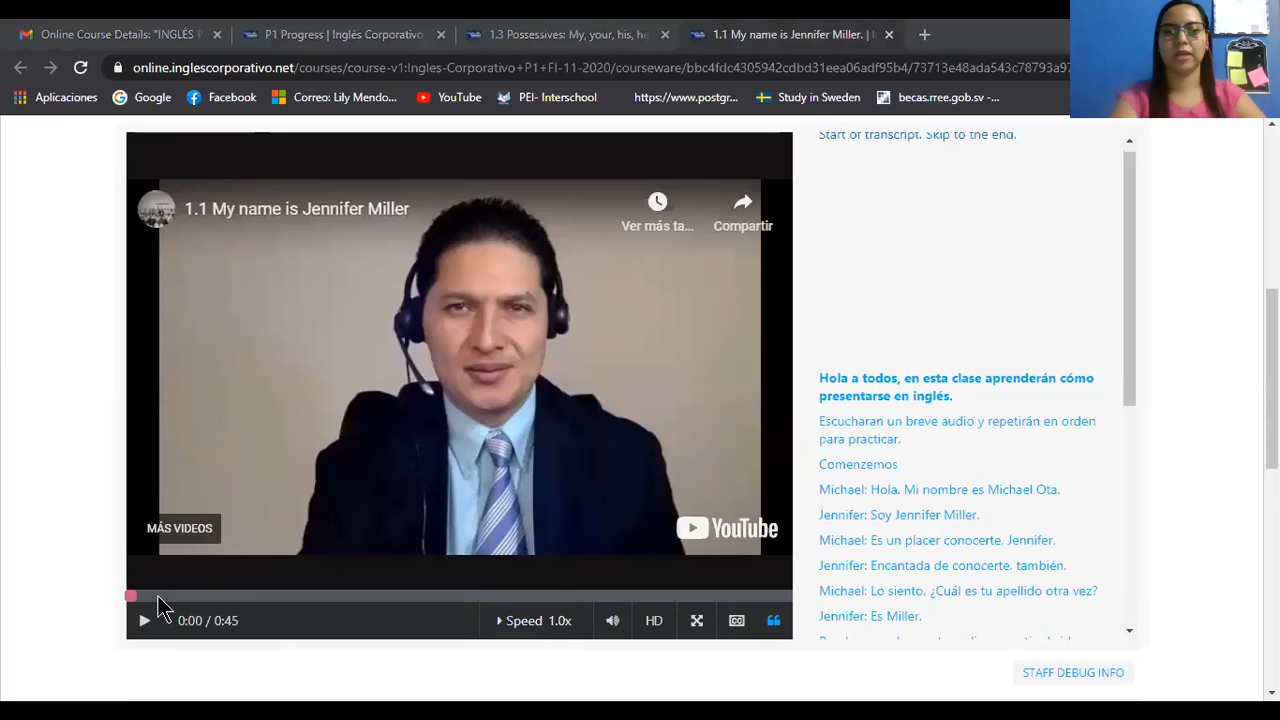 Online Course Details: "INGLÉS P
P1 Progress | Inglés Corporativo
1.3 Possessives: My, your, his, he
1.1 My name is Jennifer Miller. | I
online.inglescorporativo.net/courses/course-v1:Ingles-Corporativo+P1+FI-11-2020/courseware/bbc4fdc4305942cdbd31eea06adf95b4/73713e48ada543c78793a97
Aplicaciones
Google
Facebook
Correo: Lily Mendo...
YouTube
PEI- Interschool
https://www.postgr...
Study in Sweden
becas.rree.gob.sv –...
Start of transcript. Skip to the end.
1.1 My name is Jennifer Miller
Ver más ta...
Compartir
Hola a todos, en esta clase aprenderán cómo
presentarse en inglés.
Escucharan un breve audio y repetirán en orden
para practicar.
Comenzemos
Michael: Hola. Mi nombre es Michael Ota.
Jennifer: Soy Jennifer Miller.
Michael: Es un placer conocerte, Jennifer.
Jennifer: Encantada de conocerte, también.
Michael: Lo siento. ¿Cuál es tu apellido otra vez?
Jennifer: Es Miller.
MÁS VIDEOS
YouTube
0:00 / 0:45
Speed 1.0x
HD
CC
STAFF DEBUG INFO